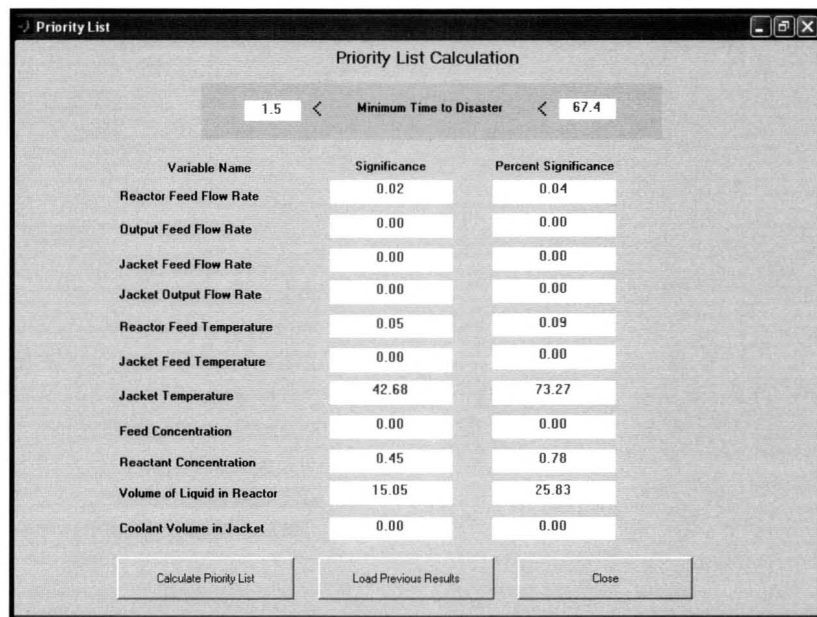 Priority List
Priority List Calculation
1.5 < Minimum Time to Disaster < 67.4
Variable Name Significance Percent Significance
Reactor Feed Flow Rate 0.02 0.04
Output Feed Flow Rate 0.00 0.00
Jacket Feed Flow Rate 0.00 0.00
Jacket Output Flow Rate 0.00 0.00
Reactor Feed Temperature 0.05 0.09
Jacket Feed Temperature 0.00 0.00
Jacket Temperature 42.68 73.27
Feed Concentration 0.00 0.00
Reactant Concentration 0.45 0.78
Volume of Liquid in Reactor 15.05 25.83
Coolant Volume in Jacket 0.00 0.00
Calculate Priority List Load Previous Results Close